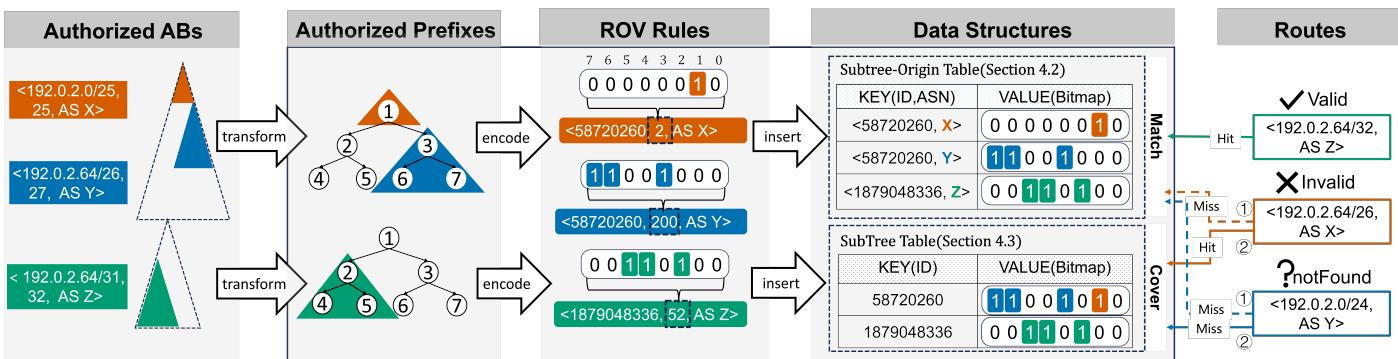 Authorized ABs
Authorized Prefixes
ROV Rules
Data Structures
Routes
<192.0.2.0/25,
25, AS X>
<192.0.2.64/26,
27, AS Y>
< 192.0.2.64/31,
32, AS Z>
transform
transform
1
2
3
4
5
6
7
1
2
3
4
5
6
7
encode
encode
7 6 5 4 3 2 1 0
0 0 0 0 0 0 1 0
<58720260, 2, AS X>
1 1 0 0 1 0 0 0
<58720260, 200, AS Y>
0 0 1 1 0 1 0 0
<1879048336, 52, AS Z>
insert
insert
Subtree-Origin Table(Section 4.2)
KEY(ID,ASN) VALUE(Bitmap)
<58720260, X> 0 0 0 0 0 0 1 0
<58720260, Y> 1 1 0 0 1 0 0 0
<1879048336, Z> 0 0 1 1 0 1 0 0
Match
SubTree Table(Section 4.3)
KEY(ID) VALUE(Bitmap)
58720260 1 1 0 0 1 0 1 0
1879048336 0 0 1 1 0 1 0 0
Cover
Valid
<192.0.2.64/32,
AS Z>
Hit
Invalid
<192.0.2.64/26,
AS X>
Miss ①
Hit ②
?notFound
<192.0.2.0/24,
AS Y>
Miss ①
Miss ②